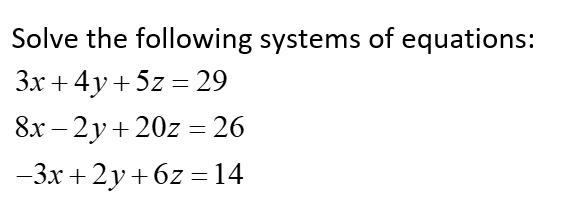 Solve the following systems of equations:
3x + 4y + 5z = 29
8x – 2y + 20z = 26
–3x + 2y + 6z = 14